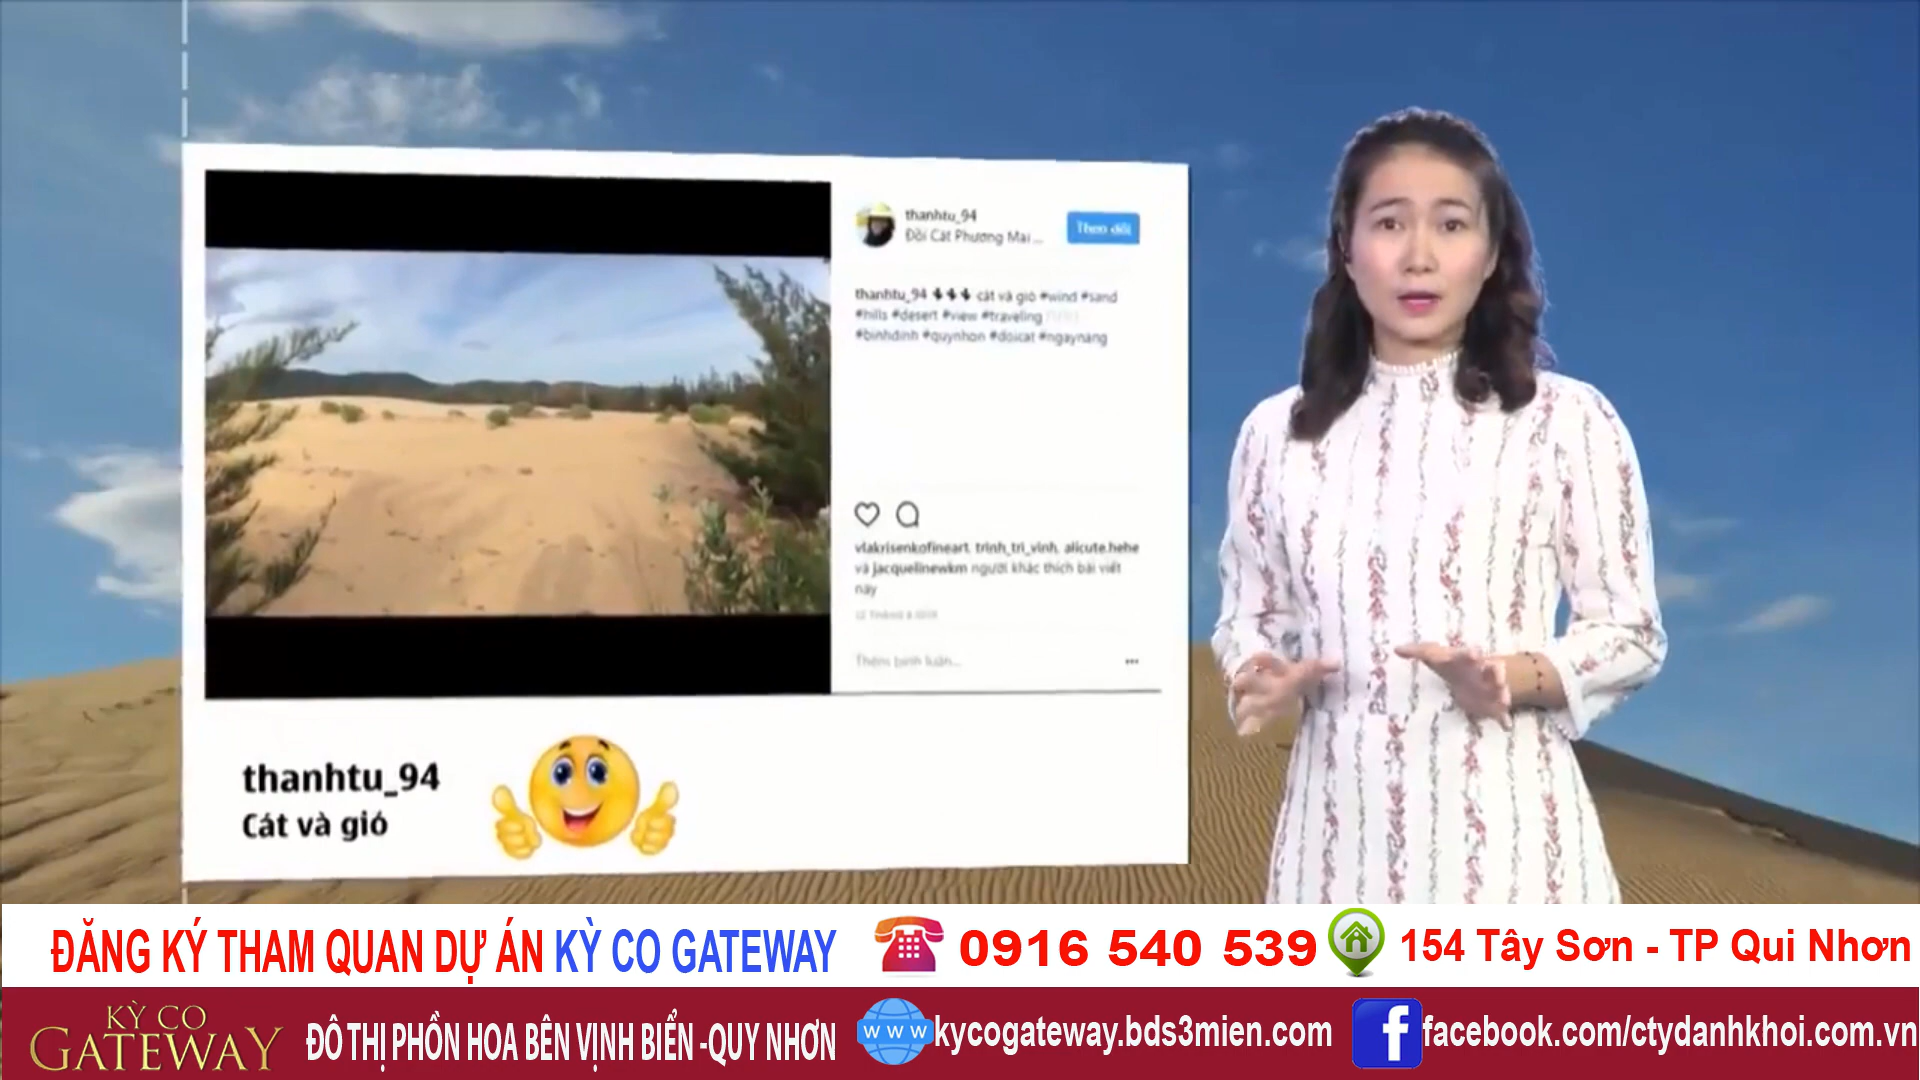 thanhtu_94
Đồi Cát Phương Mai ...
Theo dõi
thanhtu_94 cát và gió #wind #sand
#hills #desert #view #traveling
#binhdinh #quynhon #doicat #ngaynang
vlakrisenkofineart, trinh_tri_vinh, alicute.hehe
và jacquelinewkm người khác thích bài viết
này
Thêm bình luận...
thanhtu_94
Cát và gió
ĐĂNG KÝ THAM QUAN DỰ ÁN KỲ CO GATEWAY
0916 540 539
154 Tây Sơn - TP Qui Nhơn
KỲ CO
GATEWAY
ĐÔ THỊ PHỒN HOA BÊN VỊNH BIỂN -QUY NHƠN
www
kycogateway.bds3mien.com
f
facebook.com/ctydanhkhoi.com.vn